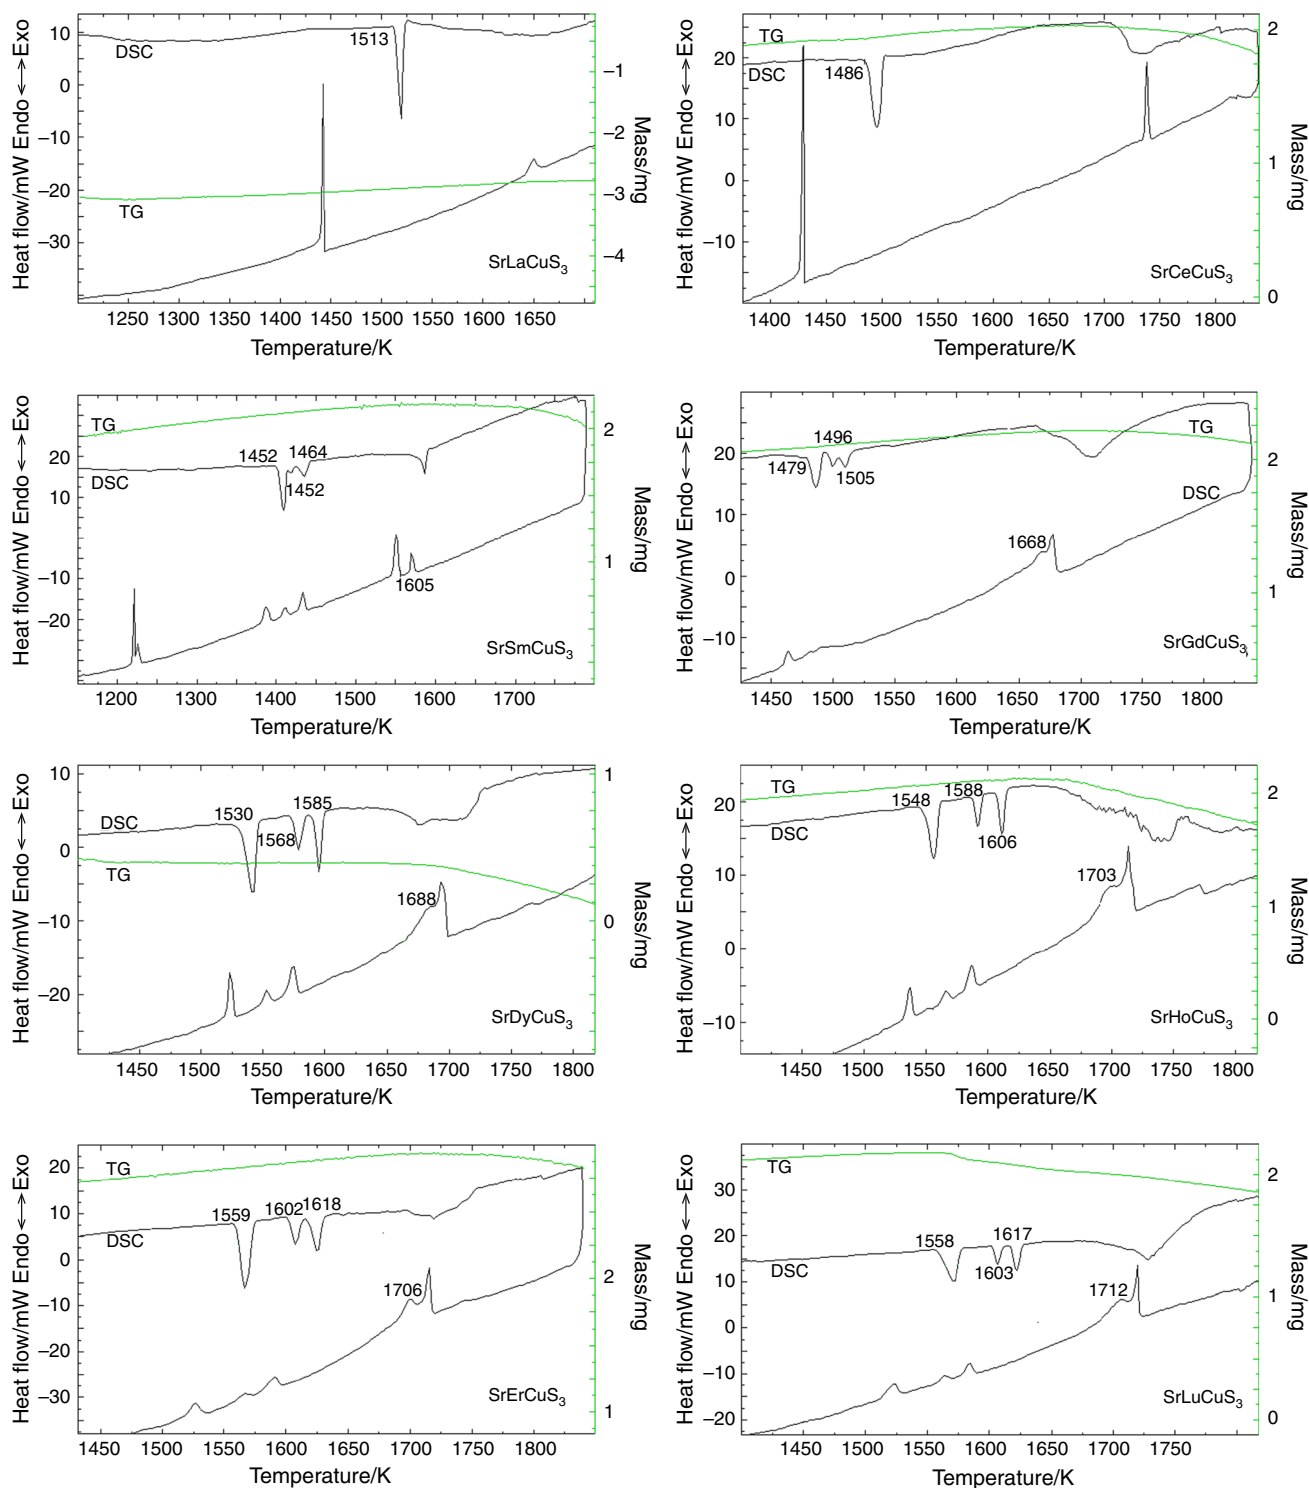 Heat flow/mW Endo ⟷ Exo
10
0
−10
−20
−30
DSC
1513
TG
SrLaCuS₃
−1
−2
−3
−4
Mass/mg
1250 1300 1350 1400 1450 1500 1550 1600 1650
Temperature/K
Heat flow/mW Endo ⟷ Exo
20
10
0
−10
TG
DSC
1486
SrCeCuS₃
2
1
0
Mass/mg
1400 1450 1500 1550 1600 1650 1700 1750 1800
Temperature/K
Heat flow/mW Endo ⟷ Exo
20
10
−10
−20
TG
1452
1464
DSC
1452
1605
SrSmCuS₃
2
1
Mass/mg
1200 1300 1400 1500 1600 1700
Temperature/K
Heat flow/mW Endo ⟷ Exo
20
10
0
−10
TG
1496
1479
1505
DSC
1668
SrGdCuS₃
2
1
Mass/mg
1450 1500 1550 1600 1650 1700 1750 1800
Temperature/K
Heat flow/mW Endo ⟷ Exo
10
0
−10
−20
DSC
1530
1585
1568
TG
1688
SrDyCuS₃
1
0
Mass/mg
1450 1500 1550 1600 1650 1700 1750 1800
Temperature/K
Heat flow/mW Endo ⟷ Exo
20
10
0
−10
TG
1548
1588
DSC
1606
1703
SrHoCuS₃
2
1
0
Mass/mg
1450 1500 1550 1600 1650 1700 1750 1800
Temperature/K
Heat flow/mW Endo ⟷ Exo
20
10
0
−10
−20
−30
TG
1559
1602
1618
DSC
1706
SrErCuS₃
2
1
Mass/mg
1450 1500 1550 1600 1650 1700 1750 1800
Temperature/K
Heat flow/mW Endo ⟷ Exo
30
20
10
0
−10
−20
TG
1558
1617
DSC
1603
1712
SrLuCuS₃
2
1
0
Mass/mg
1450 1500 1550 1600 1650 1700 1750
Temperature/K